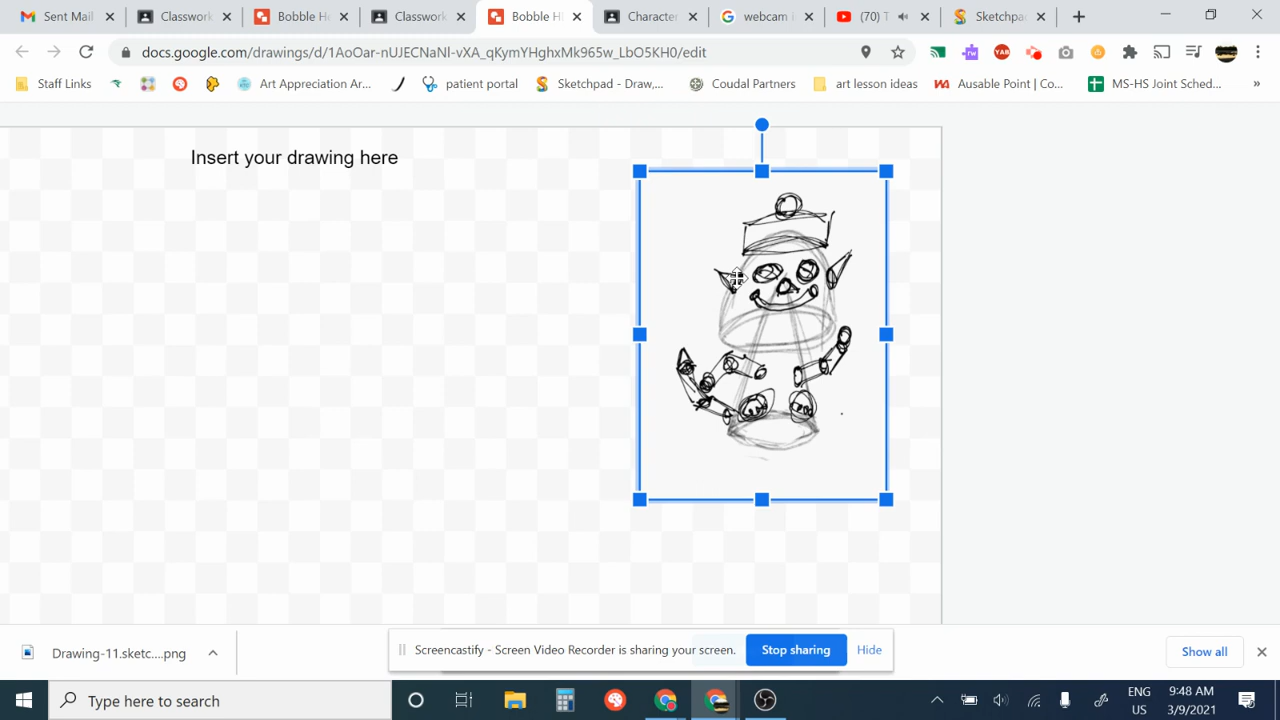 Sent Mail
Classwork
Bobble H
Classwork
Bobble H
Character
webcam i
(70) T
Sketchpa
docs.google.com/drawings/d/1AoOar-nUJECNaNI-vXA_qKymYHghxMk965w_LbO5KH0/edit
Staff Links
Art Appreciation Ar...
patient portal
Sketchpad - Draw,...
Coudal Partners
art lesson ideas
Ausable Point | Co...
MS-HS Joint Sched...
»
Insert your drawing here
Drawing-11.sketc....png
Screencastify - Screen Video Recorder is sharing your screen.
Stop sharing
Hide
Show all
Type here to search
ENG
US
9:48 AM
3/9/2021